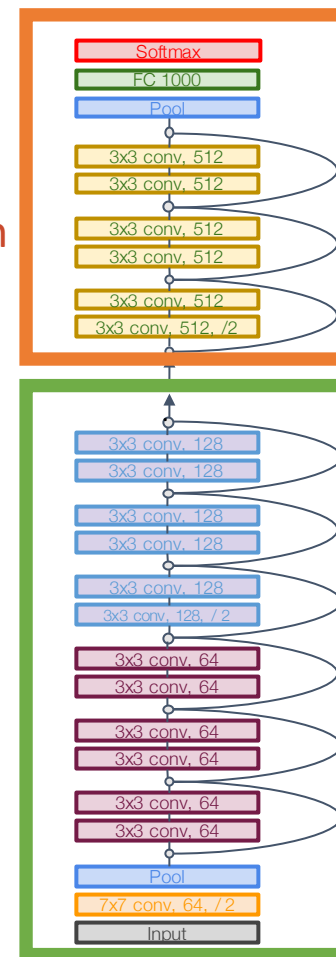 Softmax
FC 1000
Pool
3x3 conv, 512
3x3 conv, 512
3x3 conv, 512
3x3 conv, 512
3x3 conv, 512
3x3 conv, 512, /2
3x3 conv, 128
3x3 conv, 128
3x3 conv, 128
3x3 conv, 128
3x3 conv, 128
3x3 conv, 128, / 2
3x3 conv, 64
3x3 conv, 64
3x3 conv, 64
3x3 conv, 64
3x3 conv, 64
3x3 conv, 64
Pool
7x7 conv, 64, / 2
Input